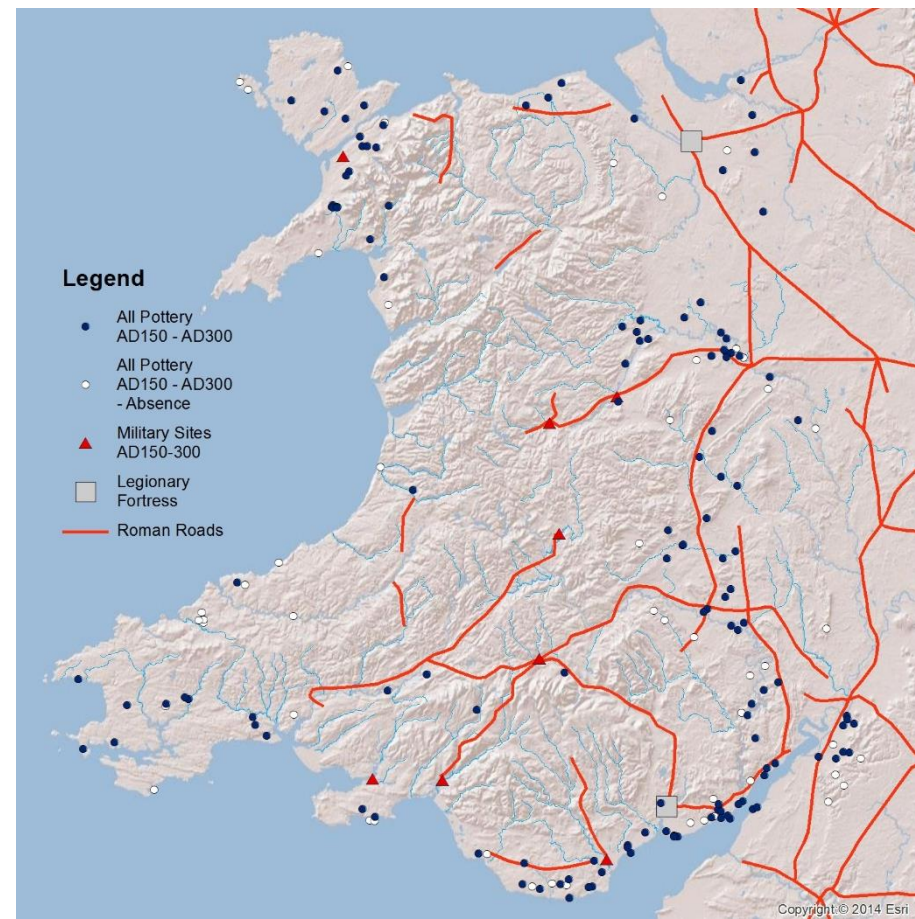 Legend
All Pottery
AD150 - AD300
All Pottery
AD150 - AD300
- Absence
Military Sites
AD150-300
Legionary
Fortress
Roman Roads
Copyright © 2014 Esri